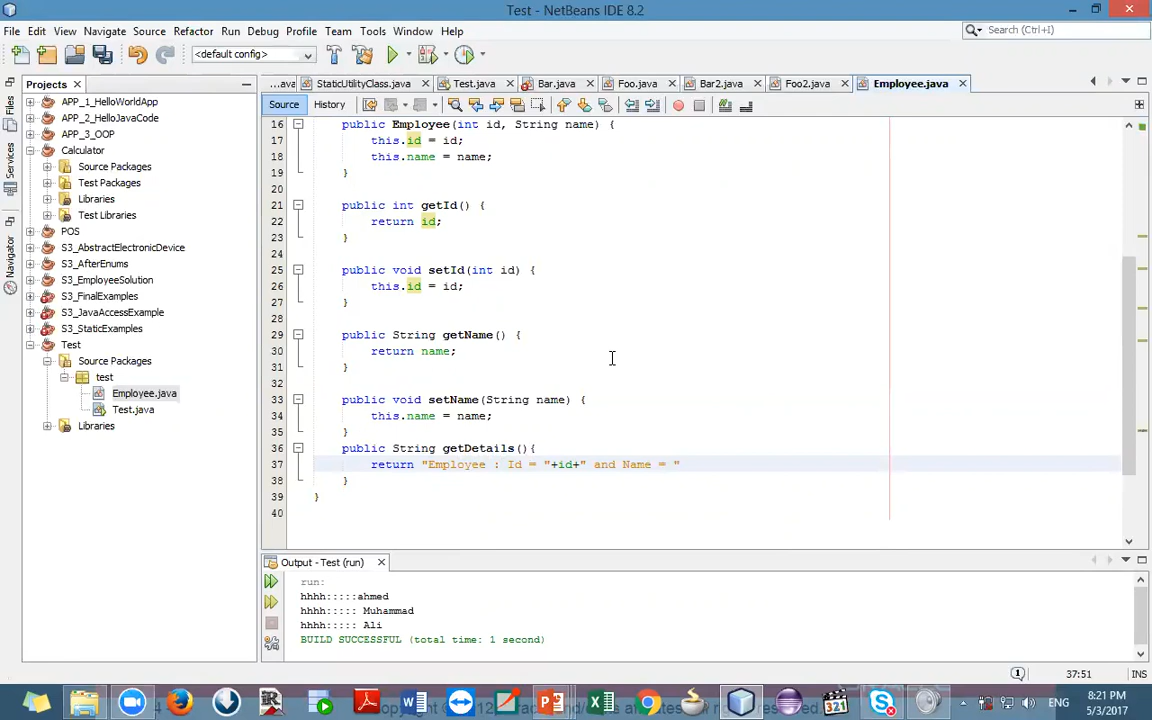 Test - NetBeans IDE 8.2
File Edit View Navigate Source Refactor Run Debug Profile Team Tools Window Help
Search (Ctrl+I)
<default config>
Projects
...ava StaticUtilityClass.java Test.java Bar.java Foo.java Bar2.java Foo2.java Employee.java
Source History
Files
Services
Navigator
APP_1_HelloWorldApp
APP_2_HelloJavaCode
APP_3_OOP
Calculator
Source Packages
Test Packages
Libraries
Test Libraries
POS
S3_AbstractElectronicDevice
S3_AfterEnums
S3_EmployeeSolution
S3_FinalExamples
S3_JavaAccessExample
S3_StaticExamples
Test
Source Packages
test
Employee.java
Test.java
Libraries
16 public Employee(int id, String name) {
17 this.id = id;
18 this.name = name;
19 }
20
21 public int getId() {
22 return id;
23 }
24
25 public void setId(int id) {
26 this.id = id;
27 }
28
29 public String getName() {
30 return name;
31 }
32
33 public void setName(String name) {
34 this.name = name;
35 }
36 public String getDetails(){
37 return "Employee : Id = "+id+" and Name = "
38 }
39 }
40
Output - Test (run)
run:
hhhh:::::ahmed
hhhh::::: Muhammad
hhhh::::: Ali
BUILD SUCCESSFUL (total time: 1 second)
37:51 INS
ENG
8:21 PM
5/3/2017